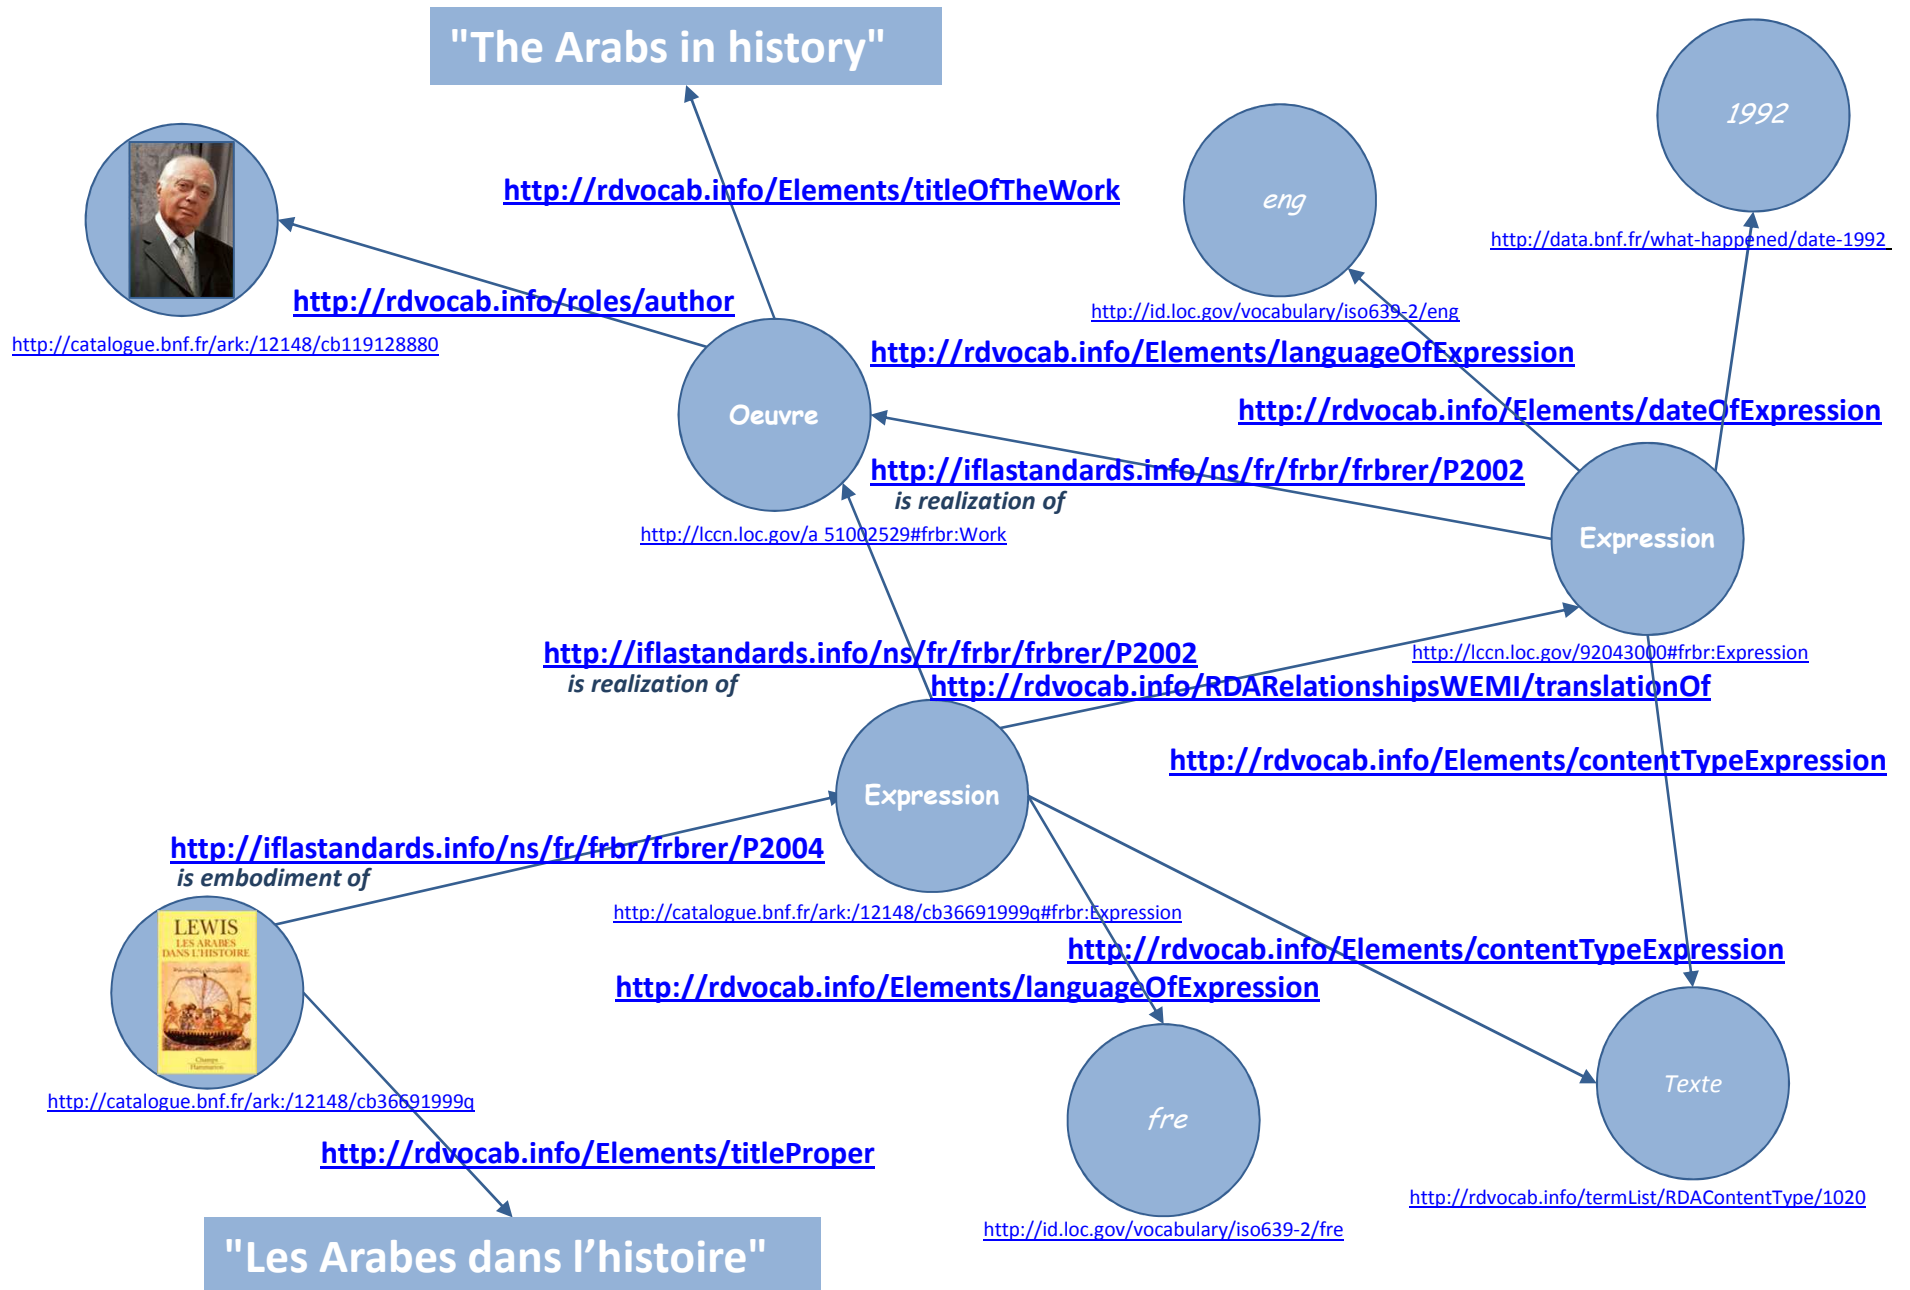 "The Arabs in history"
1992
eng
http://rdvocab.info/Elements/titleOfTheWork
http://data.bnf.fr/what-happened/date-1992
http://rdvocab.info/roles/author
http://id.loc.gov/vocabulary/iso639-2/eng
http://catalogue.bnf.fr/ark:/12148/cb119128880
http://rdvocab.info/Elements/languageOfExpression
Oeuvre
http://rdvocab.info/Elements/dateOfExpression
http://iflastandards.info/ns/fr/frbr/frbrer/P2002
is realization of
http://lccn.loc.gov/a 51002529#frbr:Work
Expression
http://iflastandards.info/ns/fr/frbr/frbrer/P2002
is realization of
http://lccn.loc.gov/92043000#frbr:Expression
http://rdvocab.info/RDARelationshipsWEMI/translationOf
http://rdvocab.info/Elements/contentTypeExpression
Expression
http://iflastandards.info/ns/fr/frbr/frbrer/P2004
is embodiment of
http://catalogue.bnf.fr/ark:/12148/cb36691999q#frbr:Expression
LEWIS
LES ARABES
DANS L'HISTOIRE
Champs
Flammarion
http://rdvocab.info/Elements/contentTypeExpression
http://rdvocab.info/Elements/languageOfExpression
Texte
http://catalogue.bnf.fr/ark:/12148/cb36691999q
fre
http://rdvocab.info/Elements/titleProper
http://rdvocab.info/termList/RDAContentType/1020
http://id.loc.gov/vocabulary/iso639-2/fre
"Les Arabes dans l’histoire"